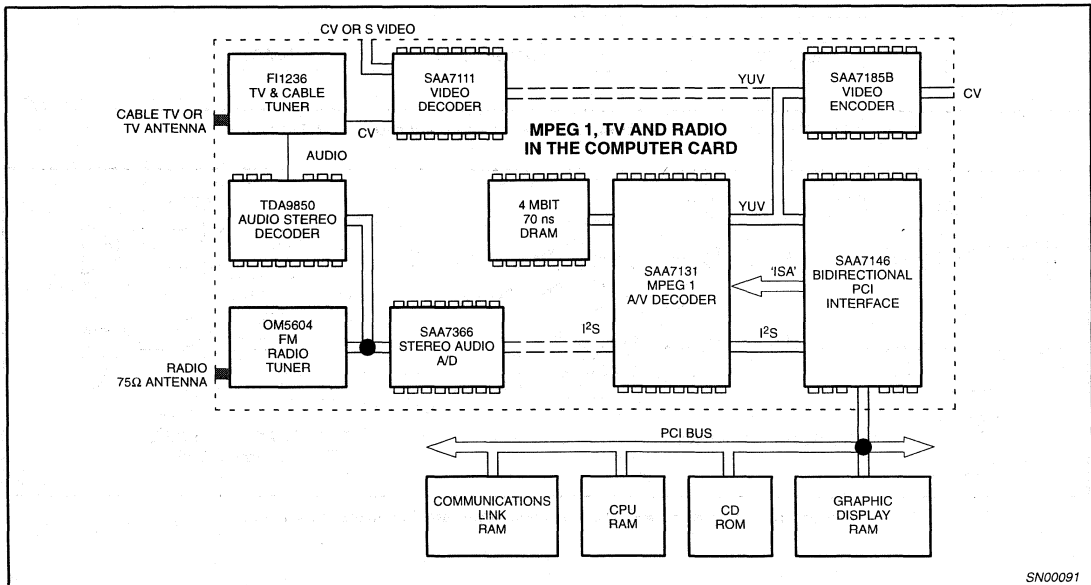 CV OR S VIDEO
FI1236
TV & CABLE
TUNER
SAA7111
VIDEO
DECODER
YUV
SAA7185B
VIDEO
ENCODER
CV
CABLE TV OR
TV ANTENNA
CV
MPEG 1, TV AND RADIO
IN THE COMPUTER CARD
AUDIO
TDA9850
AUDIO STEREO
DECODER
4 MBIT
70 ns
DRAM
SAA7131
MPEG 1
A/V DECODER
YUV
'ISA'
I²S
SAA7146
BIDIRECTIONAL
PCI
INTERFACE
OM5604
FM
RADIO
TUNER
SAA7366
STEREO AUDIO
A/D
I²S
RADIO
75Ω ANTENNA
PCI BUS
COMMUNICATIONS
LINK
RAM
CPU
RAM
CD
ROM
GRAPHIC
DISPLAY
RAM
SN00091